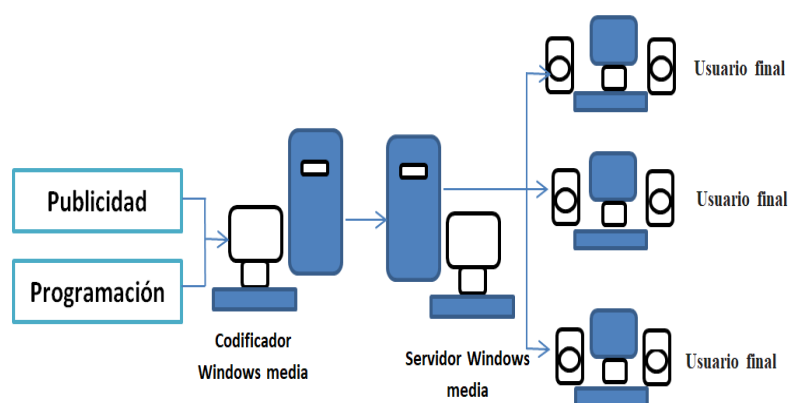 Publicidad
Programación
Codificador
Windows media
Servidor Windows
media
Usuario final
Usuario final
Usuario final